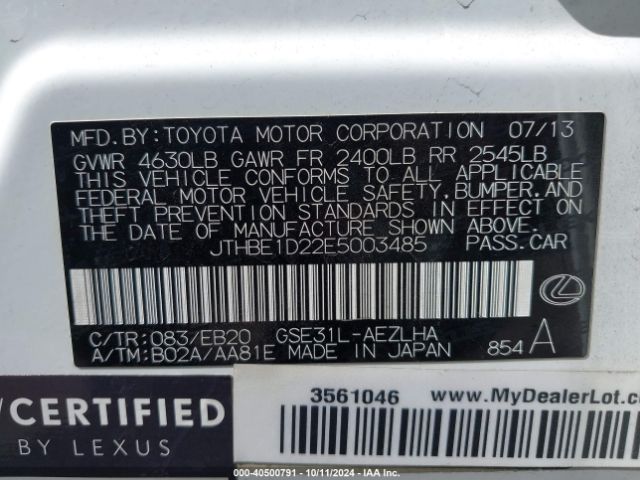 MFD.BY:TOYOTA MOTOR CORPORATION 07/13
GVWR 4630LB GAWR FR 2400LB RR 2545LB
THIS VEHICLE CONFORMS TO ALL APPLICABLE
FEDERAL MOTOR VEHICLE SAFETY, BUMPER, AND
THEFT PREVENTION STANDARDS IN EFFECT ON
THE DATE OF MANUFACTURE SHOWN ABOVE.
JTHBE1D22E5003485 PASS.CAR
C/TR:083/EB20 GSE31L-AEZLHA
A/TM:B02A/AA81E MADE IN JAPAN 854 A
/CERTIFIED
BY LEXUS
3561046 www.MyDealerLot.com
000-40500791 - 10/11/2024 - IAA Inc.